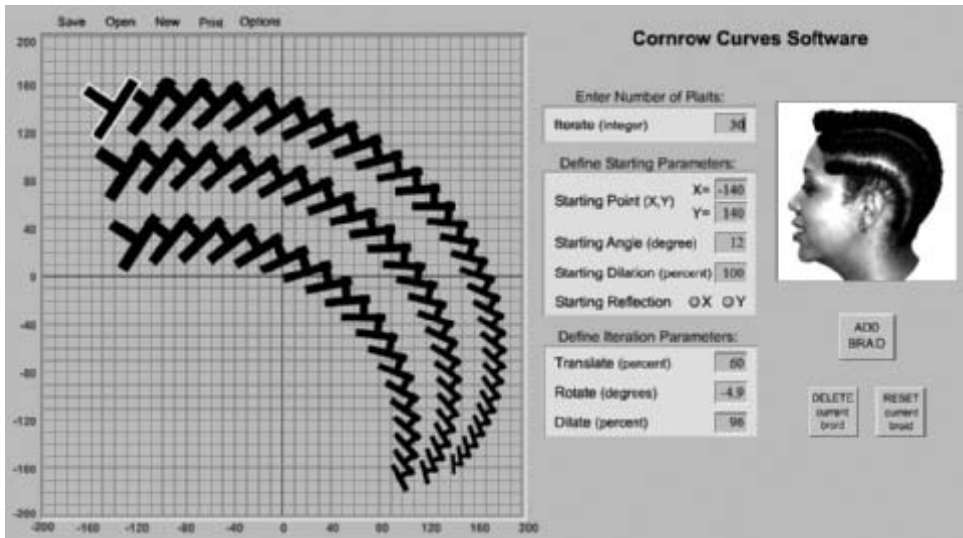 Save Open New Print Options
Cornrow Curves Software
Enter Number of Plaits:
Iterate (integer) 30
Define Starting Parameters:
Starting Point (X,Y) X= -140
Y= 140
Starting Angle (degree) 12
Starting Dilation (percent) 100
Starting Reflection X Y
Define Iteration Parameters:
Translate (percent) 60
Rotate (degrees) -4.9
Dilate (percent) 96
ADD
BRAID
DELETE
current
braid
RESET
current
braid
200
160
120
80
40
0
-40
-80
-120
-160
-200
-200 -160 -120 -80 -40 0 40 80 120 160 200